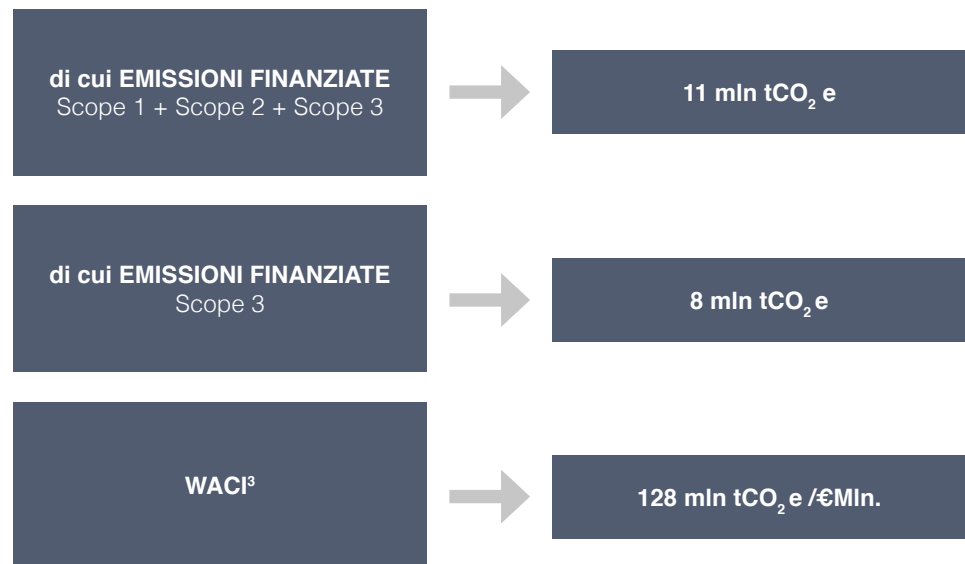 di cui EMISSIONI FINANZIATE
Scope 1 + Scope 2 + Scope 3
11 mln tCO₂ e
di cui EMISSIONI FINANZIATE
Scope 3
8 mln tCO₂ e
WACI³
128 mln tCO₂ e /€Mln.